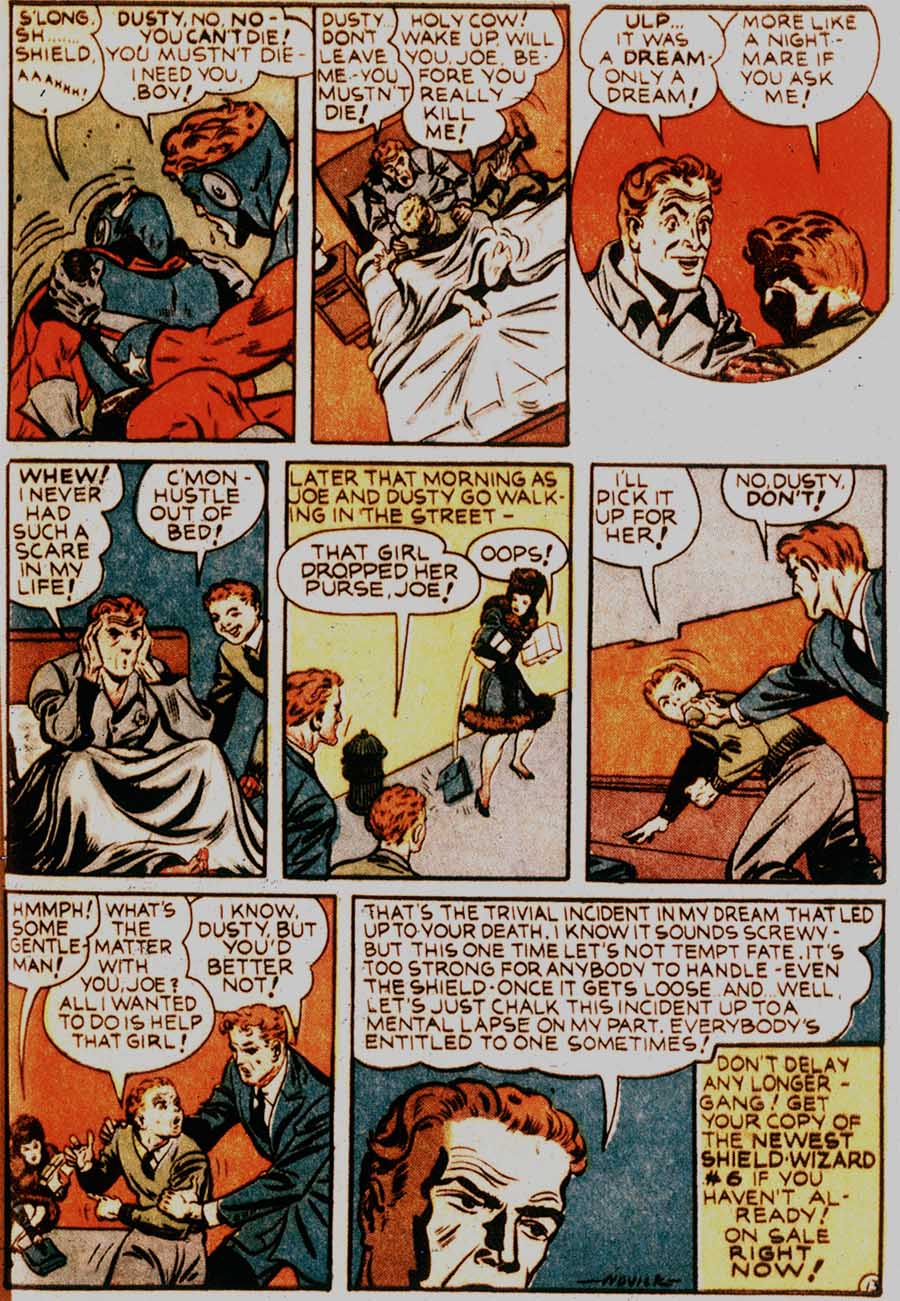 S'LONG,
SH.......
SHIELD,
AAAHHH!
!
DUSTY, NO, NO-
YOU CAN'T DIE!
YOU MUSTN'T DIE-
I NEED YOU,
BOY!
DUSTY...
DON'T
LEAVE
ME-YOU
MUSTN'T
DIE!
HOLY COW!
WAKE UP, WILL
YOU, JOE, BE-
FORE YOU
REALLY
KILL
ME!
ULP...
IT WAS
A DREAM-
ONLY A
DREAM!
MORE LIKE
A NIGHT-
MARE IF
YOU ASK
ME!
WHEW!
I NEVER
HAD
SUCH A
SCARE
IN MY
LIFE!
C'MON-
HUSTLE
OUT OF
BED!
LATER THAT MORNING AS
JOE AND DUSTY GO WALK-
ING IN THE STREET-
THAT GIRL
DROPPED HER
PURSE, JOE!
OOPS!
I'LL
PICK IT
UP FOR
HER!
NO, DUSTY,
DON'T!
HMMPH!
SOME
GENTLE-
MAN!
WHAT'S
THE
MATTER
WITH
YOU, JOE?
ALL I WANTED
TO DO IS HELP
THAT GIRL!
I KNOW,
DUSTY, BUT
YOU'D
BETTER
NOT!
THAT'S THE TRIVIAL INCIDENT IN MY DREAM THAT LED
UP TO YOUR DEATH. I KNOW IT SOUNDS SCREWY-
BUT THIS ONE TIME LET'S NOT TEMPT FATE. IT'S
TOO STRONG FOR ANYBODY TO HANDLE-EVEN
THE SHIELD-ONCE IT GETS LOOSE. AND...WELL,
LET'S JUST CHALK THIS INCIDENT UP TO A
MENTAL LAPSE ON MY PART. EVERYBODY'S
ENTITLED TO ONE SOMETIMES!
DON'T DELAY
ANY LONGER-
GANG! GET
YOUR COPY OF
THE NEWEST
SHIELD-WIZARD
#6 IF YOU
HAVEN'T AL-
READY!
ON SALE
RIGHT
NOW!
-NOVICK-
13